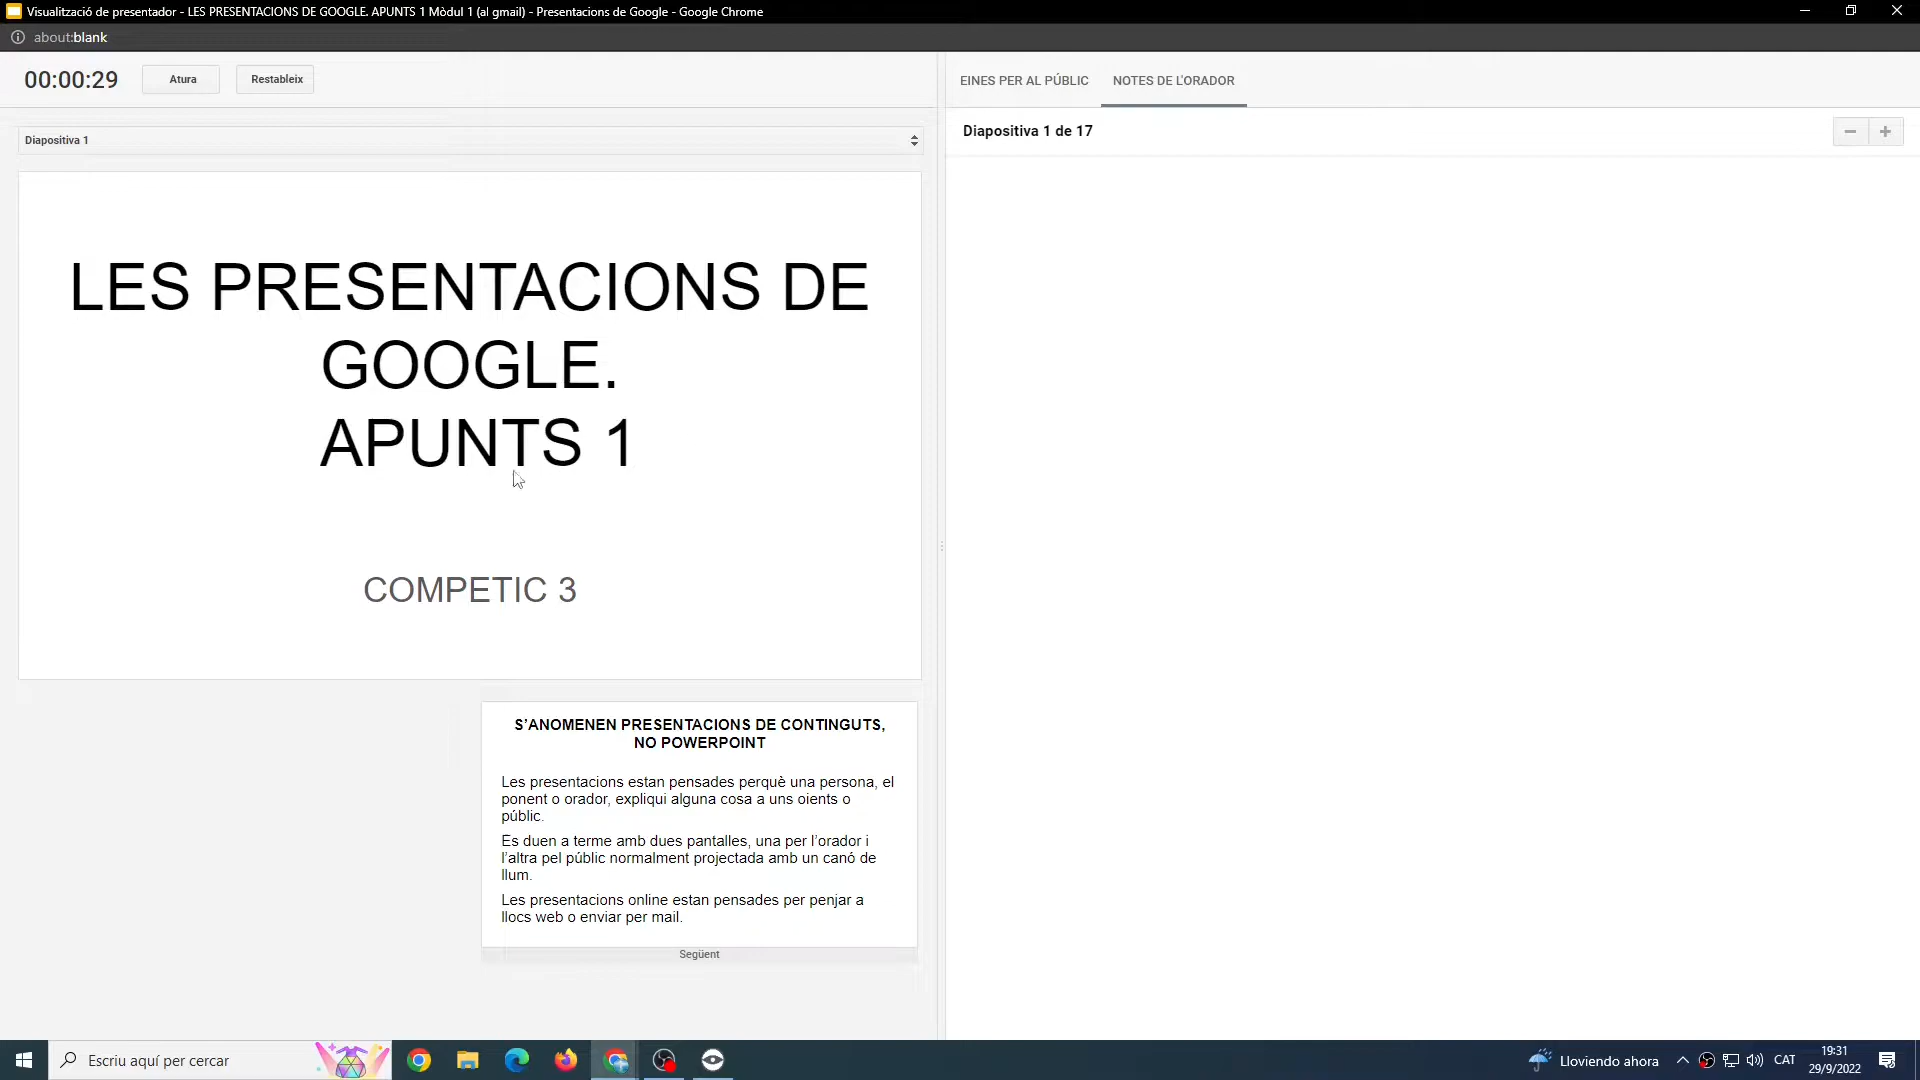 Visualització de presentador - LES PRESENTACIONS DE GOOGLE. APUNTS 1 Mòdul 1 (al gmail) - Presentacions de Google - Google Chrome
about:blank
00:00:29
Atura
Restableix
EINES PER AL PÚBLIC
NOTES DE L'ORADOR
Diapositiva 1
Diapositiva 1 de 17
LES PRESENTACIONS DE
GOOGLE.
APUNTS 1
COMPETIC 3
S’ANOMENEN PRESENTACIONS DE CONTINGUTS,
NO POWERPOINT
Les presentacions estan pensades perquè una persona, el
ponent o orador, expliqui alguna cosa a uns oients o
públic.
Es duen a terme amb dues pantalles, una per l’orador i
l’altra pel públic normalment projectada amb un canó de
llum.
Les presentacions online estan pensades per penjar a
llocs web o enviar per mail.
Següent
Escriu aquí per cercar
Lloviendo ahora
CAT
19:31
29/9/2022